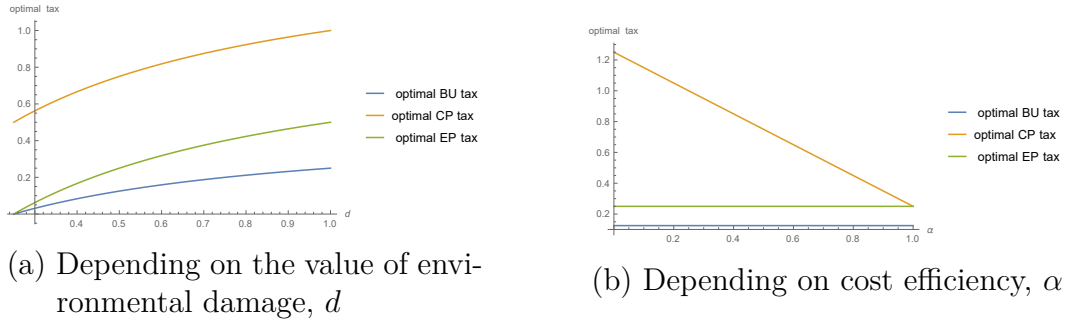 optimal tax
1.0
0.8
0.6
0.4
0.2
0.4 0.5 0.6 0.7 0.8 0.9 1.0
d
optimal BU tax
optimal CP tax
optimal EP tax
(a) Depending on the value of envi-
ronmental damage, d
optimal tax
1.2
1.0
0.8
0.6
0.4
0.2
0.2 0.4 0.6 0.8 1.0
α
optimal BU tax
optimal CP tax
optimal EP tax
(b) Depending on cost efficiency, α